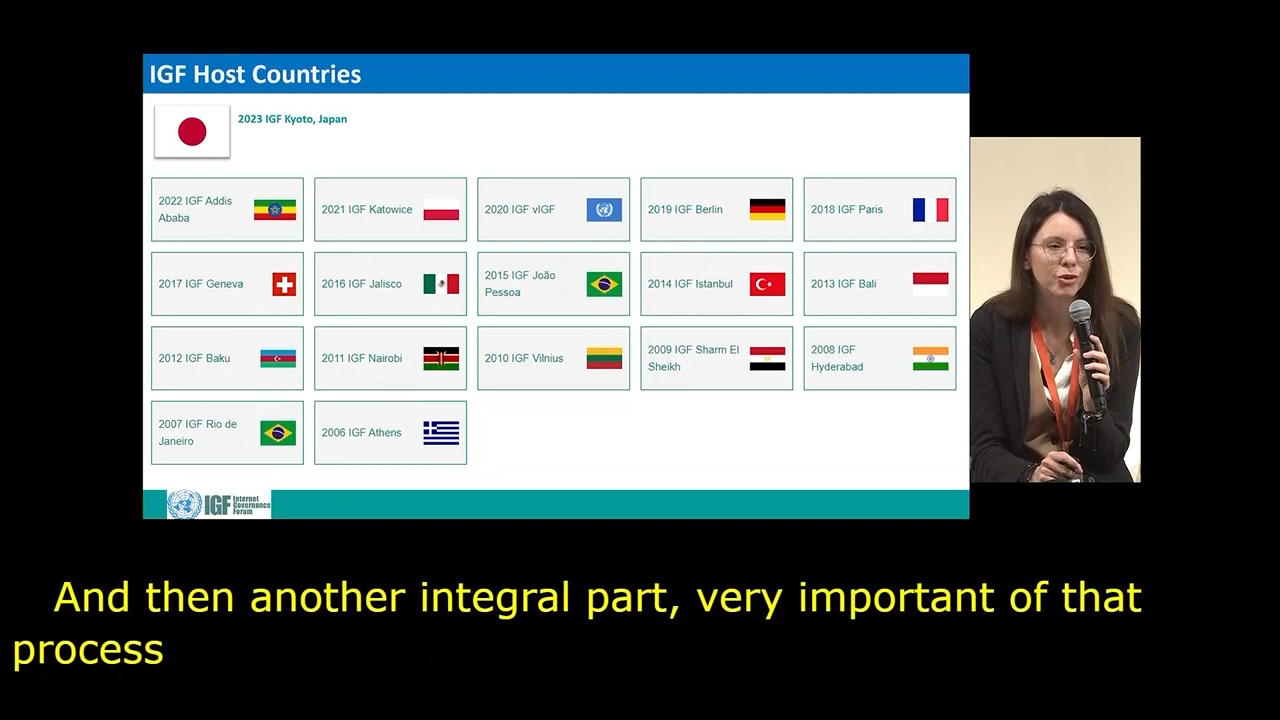 IGF Host Countries
2023 IGF Kyoto, Japan
2022 IGF Addis
Ababa
2021 IGF Katowice
2020 IGF vIGF
2019 IGF Berlin
2018 IGF Paris
2017 IGF Geneva
2016 IGF Jalisco
2015 IGF João
Pessoa
2014 IGF Istanbul
2013 IGF Bali
2012 IGF Baku
2011 IGF Nairobi
2010 IGF Vilnius
2009 IGF Sharm El
Sheikh
2008 IGF
Hyderabad
2007 IGF Rio de
Janeiro
2006 IGF Athens
IGF
Internet
Governance
Forum
And then another integral part, very important of that
process